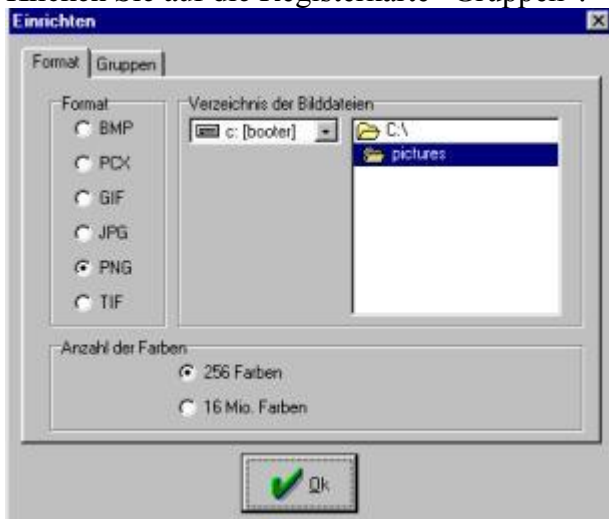 Klicken Sie auf die Registerkarte "Gruppen".
Einrichten
Format Gruppen
Format
BMP
PCX
GIF
JPG
PNG
TIF
Verzeichnis der Bilddateien
c: [booter]
C:\
pictures
Anzahl der Farben
256 Farben
16 Mio. Farben
Ok